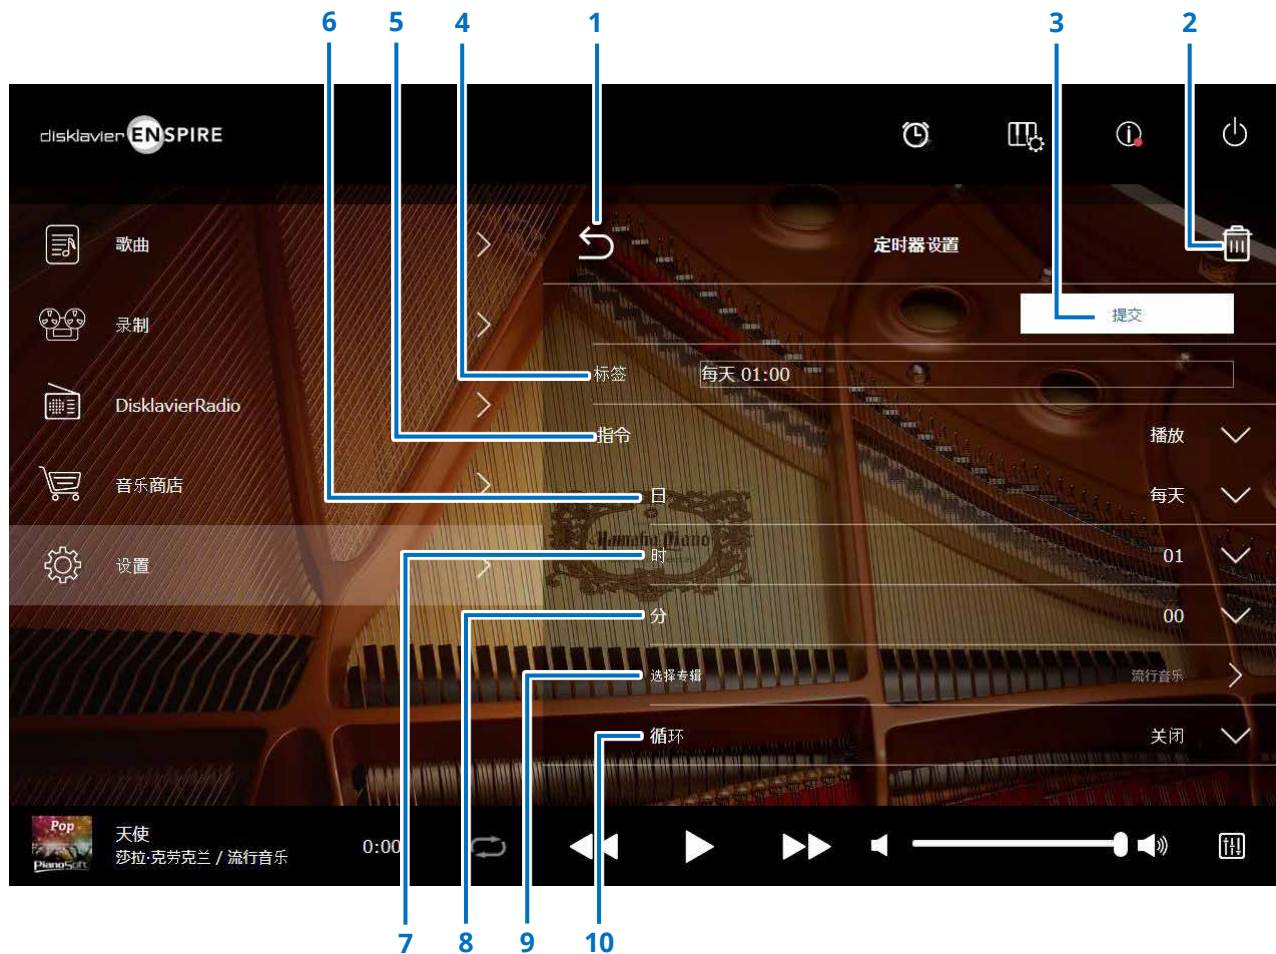 6 5 4 1 3 2
disklavier ENSPIRE
歌曲
定时器设置
录制
提交
标签 每天 01:00
DisklavierRadio
指令 播放
音乐商店
日 每天
Yamaha Piano
设置
时 01
分 00
选择专辑 流行音乐
循环 关闭
Pop
PianoSoft
天使
莎拉·克劳克兰 / 流行音乐
0:00
7 8 9 10